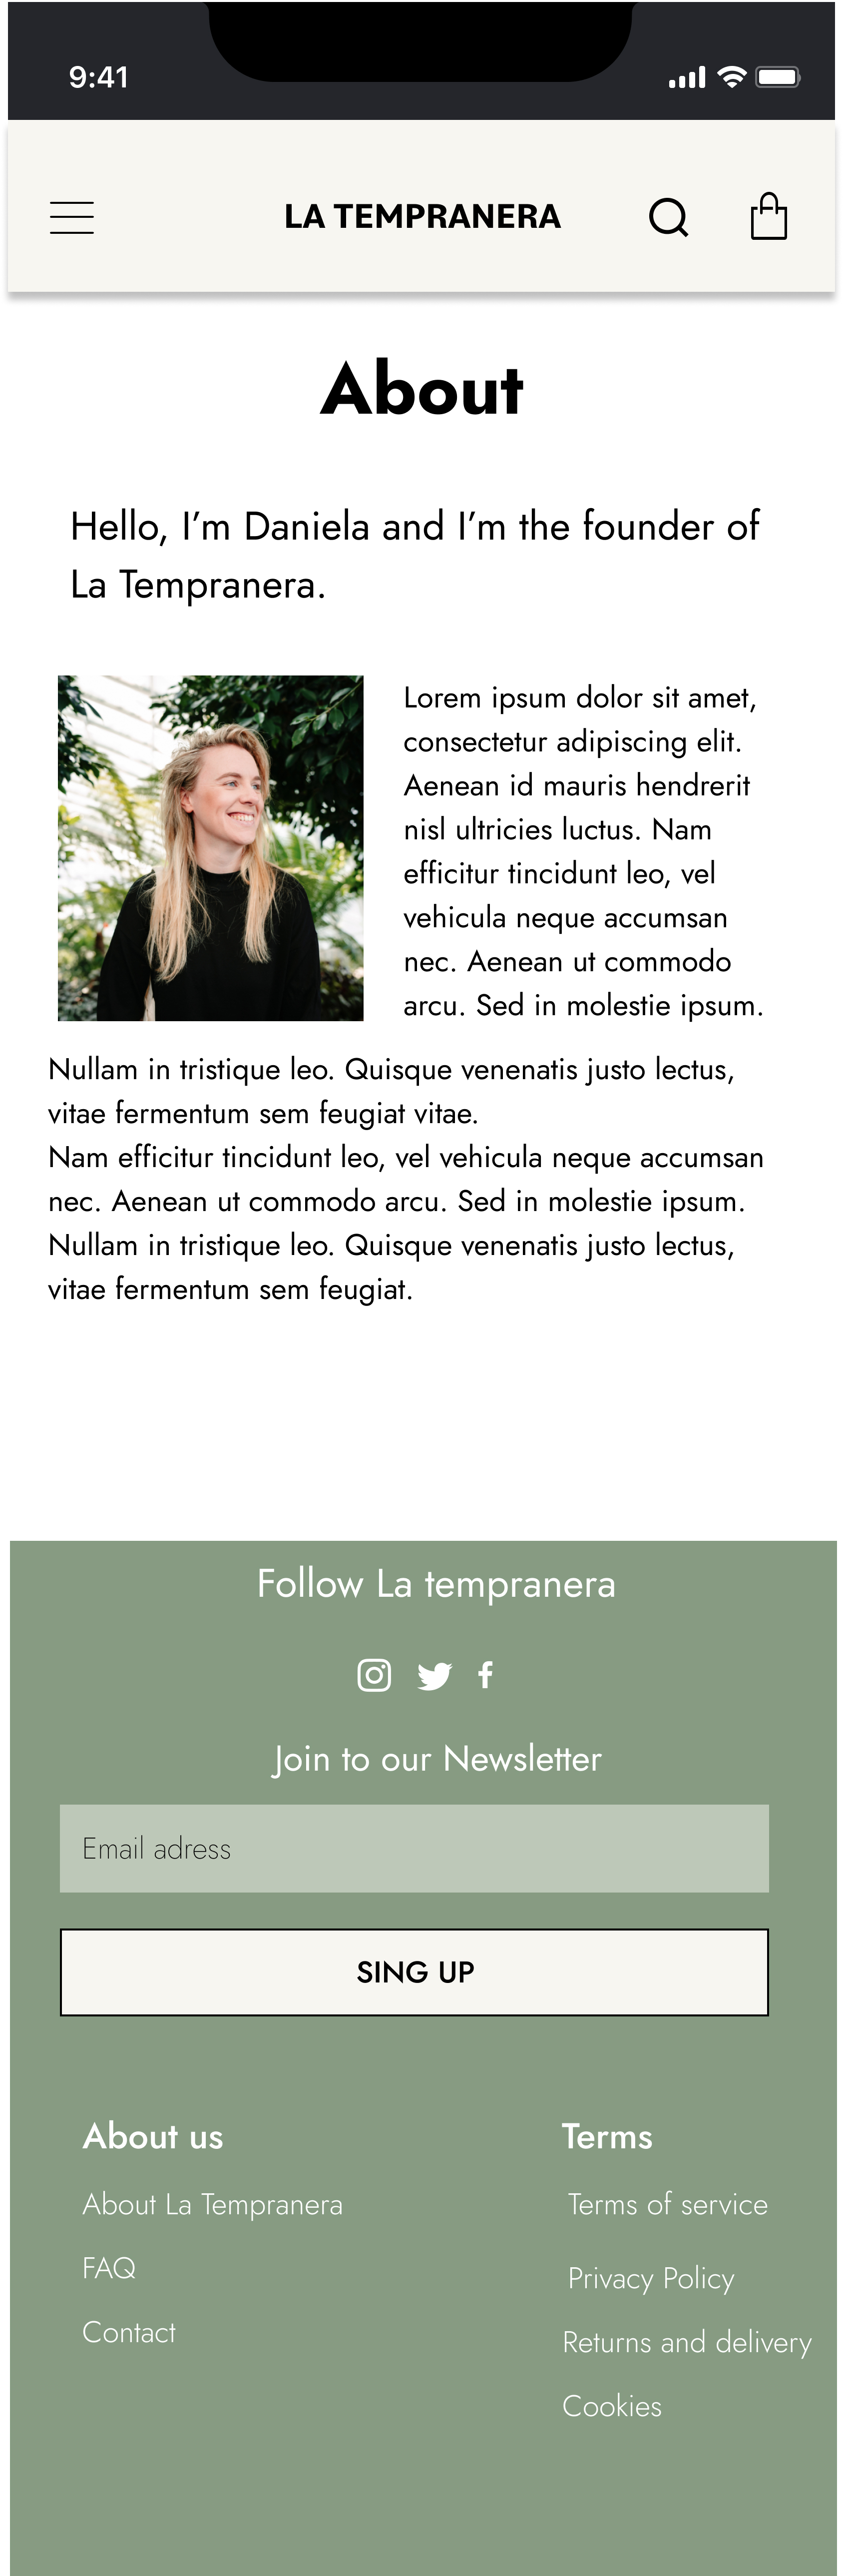 9:41
LA TEMPRANERA
About
Hello, I’m Daniela and I’m the founder of
La Tempranera.
Lorem ipsum dolor sit amet,
consectetur adipiscing elit.
Aenean id mauris hendrerit
nisl ultricies luctus. Nam
efficitur tincidunt leo, vel
vehicula neque accumsan
nec. Aenean ut commodo
arcu. Sed in molestie ipsum.
Nullam in tristique leo. Quisque venenatis justo lectus,
vitae fermentum sem feugiat vitae.
Nam efficitur tincidunt leo, vel vehicula neque accumsan
nec. Aenean ut commodo arcu. Sed in molestie ipsum.
Nullam in tristique leo. Quisque venenatis justo lectus,
vitae fermentum sem feugiat.
Follow La tempranera
Join to our Newsletter
Email adress
SING UP
About us
About La Tempranera
FAQ
Contact
Terms
Terms of service
Privacy Policy
Returns and delivery
Cookies